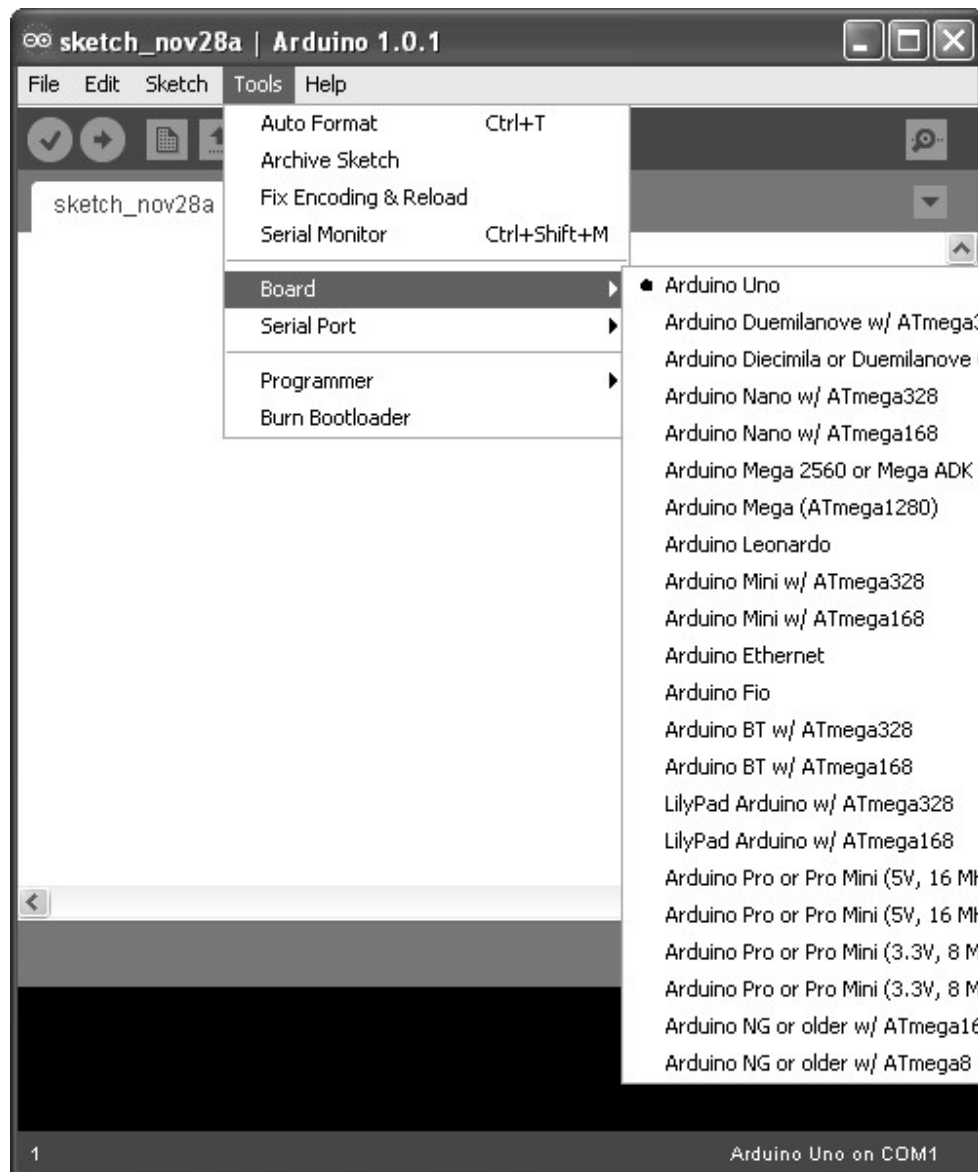 sketch_nov28a | Arduino 1.0.1
File Edit Sketch Tools Help
Auto Format Ctrl+T
Archive Sketch
sketch_nov28a
Fix Encoding & Reload
Serial Monitor Ctrl+Shift+M
Board
Serial Port
Programmer
Burn Bootloader
Arduino Uno
Arduino Duemilanove w/
Arduino Diecimila or Duemilanove
Arduino Nano w/ ATmega328
Arduino Nano w/ ATmega168
Arduino Mega 2560 or Mega ADK
Arduino Mega (ATmega1280)
Arduino Leonardo
Arduino Mini w/ ATmega328
Arduino Mini w/ ATmega168
Arduino Ethernet
Arduino Fio
Arduino BT w/ ATmega328
Arduino BT w/ ATmega168
LilyPad Arduino w/ ATmega328
LilyPad Arduino w/ ATmega168
Arduino Pro or Pro Mini (5V, 16
Arduino Pro or Pro Mini (5V, 16
Arduino Pro or Pro Mini (3.3V, 8
Arduino Pro or Pro Mini (3.3V, 8
Arduino NG or older w/
Arduino NG or older w/ ATmega8
1 Arduino Uno on COM1